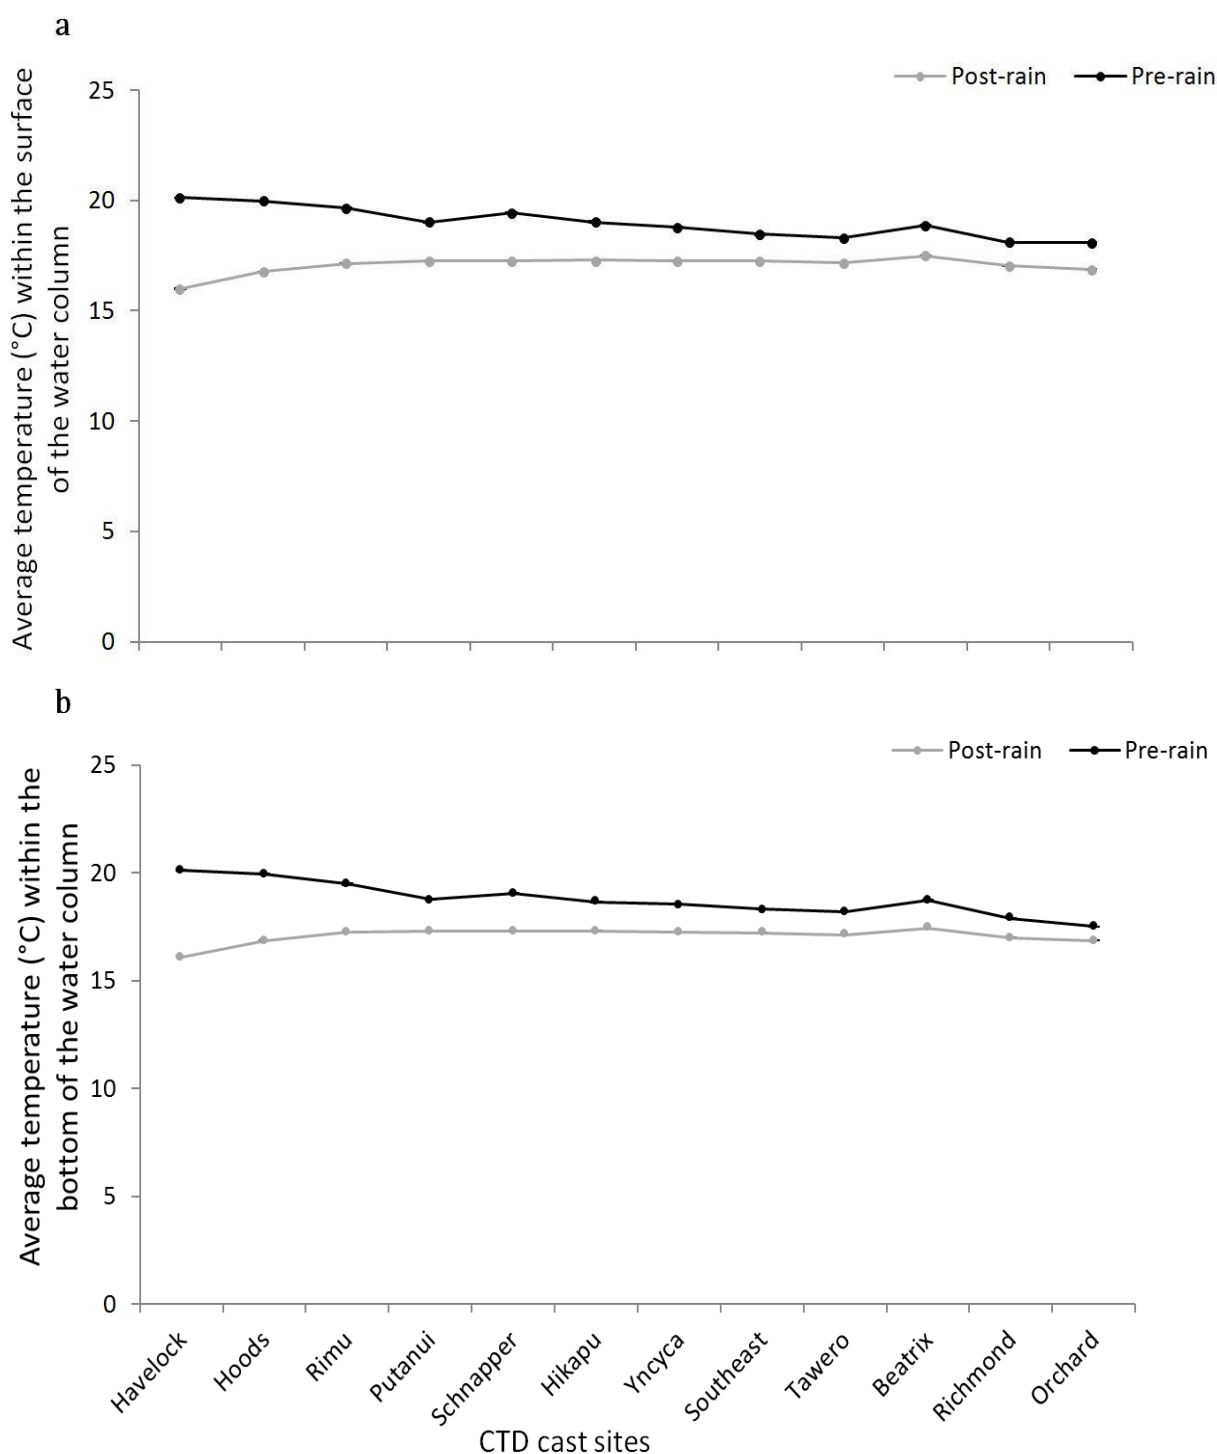 a
Post-rain
Pre-rain
Average temperature (°C) within the surface
of the water column
25
20
15
10
5
0
b
Post-rain
Pre-rain
Average temperature (°C) within the
bottom of the water column
25
20
15
10
5
0
Havelock
Hoods
Rimu
Putanui
Schnapper
Hikapu
Yncyca
Southeast
Tawero
Beatrix
Richmond
Orchard
CTD cast sites